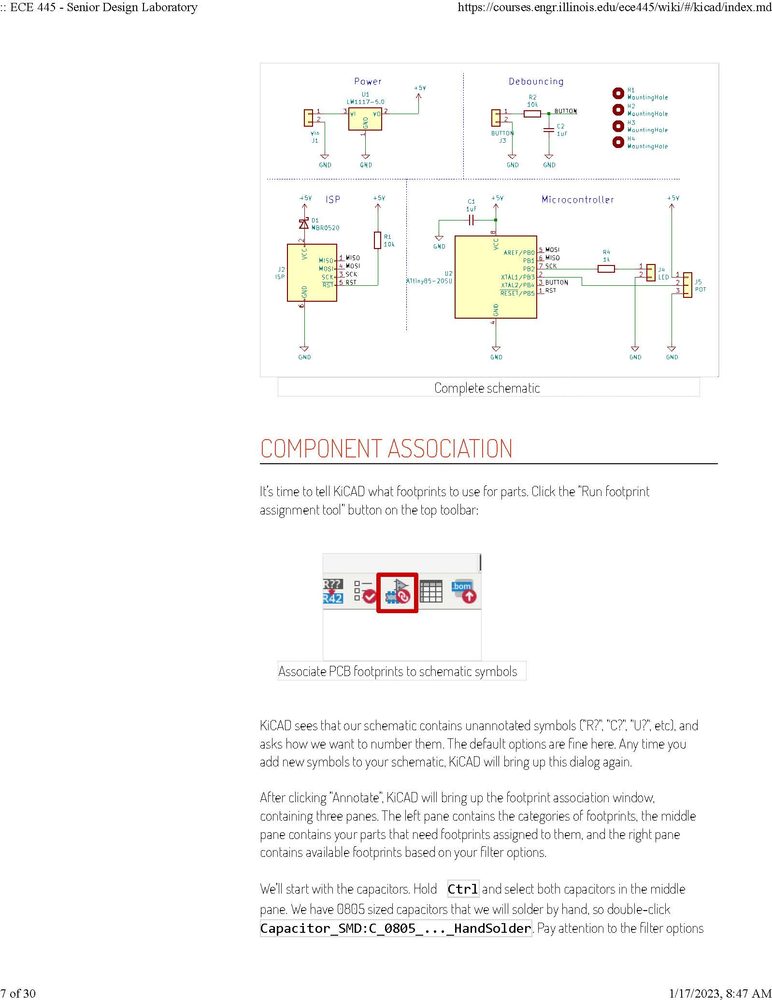 :: ECE 445 - Senior Design Laboratory
https://courses.engr.illinois.edu/ece445/wiki/#/kicad/index.md
Power
U1
LM1117-5.0
+5V
3 VI VO 2
GND
1
1
2
Vin
J1
GND
GND
Debouncing
R2
10k
1
2
BUTTON
BUTTON
J3
C2
1uF
GND
GND
H1
MountingHole
H2
MountingHole
H3
MountingHole
H4
MountingHole
ISP
+5V
+5V
D1
MBR0520
2
VCC
R1
10k
J2
ISP
MISO 1 MISO
MOSI 4 MOSI
SCK 3 SCK
RST 5 RST
GND
6
GND
Microcontroller
C1
1uF
+5V
+5V
GND
8
VCC
U2
ATtiny85-20SU
AREF/PB0 5 MOSI
PB1 6 MISO
PB2 7 SCK
XTAL1/PB3 2
XTAL2/PB4 3 BUTTON
RESET/PB5 1 RST
GND
4
GND
R4
1k
1
2
J4
LED
1
2
3
J5
POT
GND
GND
Complete schematic
COMPONENT ASSOCIATION
It's time to tell KiCAD what footprints to use for parts. Click the "Run footprint
assignment tool" button on the top toolbar:
R??
R42
.bom
Associate PCB footprints to schematic symbols
KiCAD sees that our schematic contains unannotated symbols ("R?", "C?", "U?", etc), and
asks how we want to number them. The default options are fine here. Any time you
add new symbols to your schematic, KiCAD will bring up this dialog again.
After clicking "Annotate", KiCAD will bring up the footprint association window,
containing three panes. The left pane contains the categories of footprints, the middle
pane contains your parts that need footprints assigned to them, and the right pane
contains available footprints based on your filter options.
We'll start with the capacitors. Hold Ctrl and select both capacitors in the middle
pane. We have 0805 sized capacitors that we will solder by hand, so double-click
Capacitor_SMD:C_0805_..._HandSolder. Pay attention to the filter options
7 of 30
1/17/2023, 8:47 AM